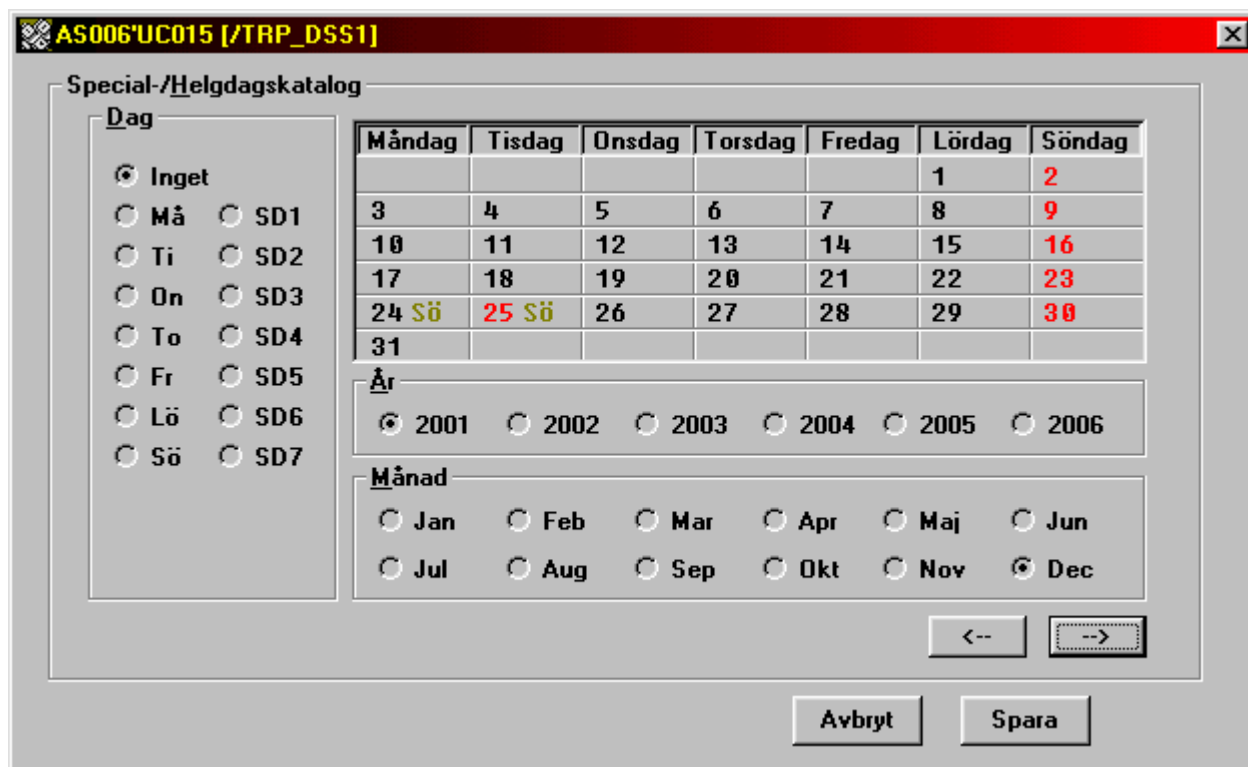 AS006'UC015 [/TRP_DSS1]
Special-/Helgdagskatalog
Dag
Inget
Må SD1
Ti SD2
On SD3
To SD4
Fr SD5
Lö SD6
Sö SD7
Måndag Tisdag Onsdag Torsdag Fredag Lördag Söndag
1 2
3 4 5 6 7 8 9
10 11 12 13 14 15 16
17 18 19 20 21 22 23
24 Sö 25 Sö 26 27 28 29 30
31
År
2001 2002 2003 2004 2005 2006
Månad
Jan Feb Mar Apr Maj Jun
Jul Aug Sep Okt Nov Dec
<-- -->
Avbryt Spara